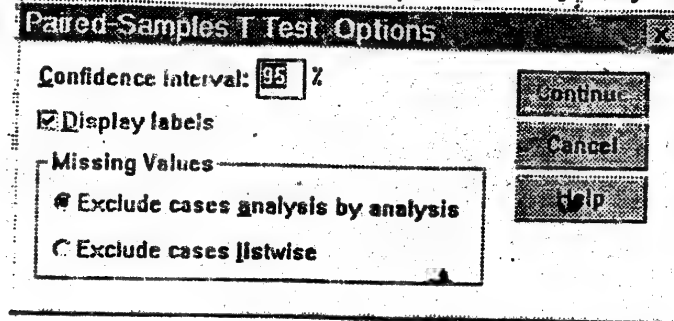 Paired-Samples T Test Options
Confidence interval: 95 %
Display labels
Missing Values
Exclude cases analysis by analysis
Exclude cases listwise
Continue
Cancel
Help